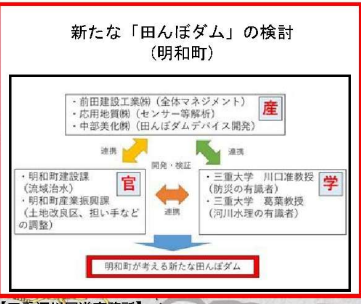 新たな「田んぼダム」の検討
(明和町)
・前田建設工業㈱(全体マネジメント)
・応用地質㈱(センサー等解析)
・中部美化㈱(田んぼダムデバイス開発)
産
連携
開発・検証
連携
・明和町建設課
(流域治水)
・明和町産業振興課
(土地改良区、担い手など
の調整)
官
連携
・三重大学 川口准教授
(防災の有識者)
・三重大学 葛葉教授
(河川水理の有識者)
学
明和町が考える新たな田んぼダム